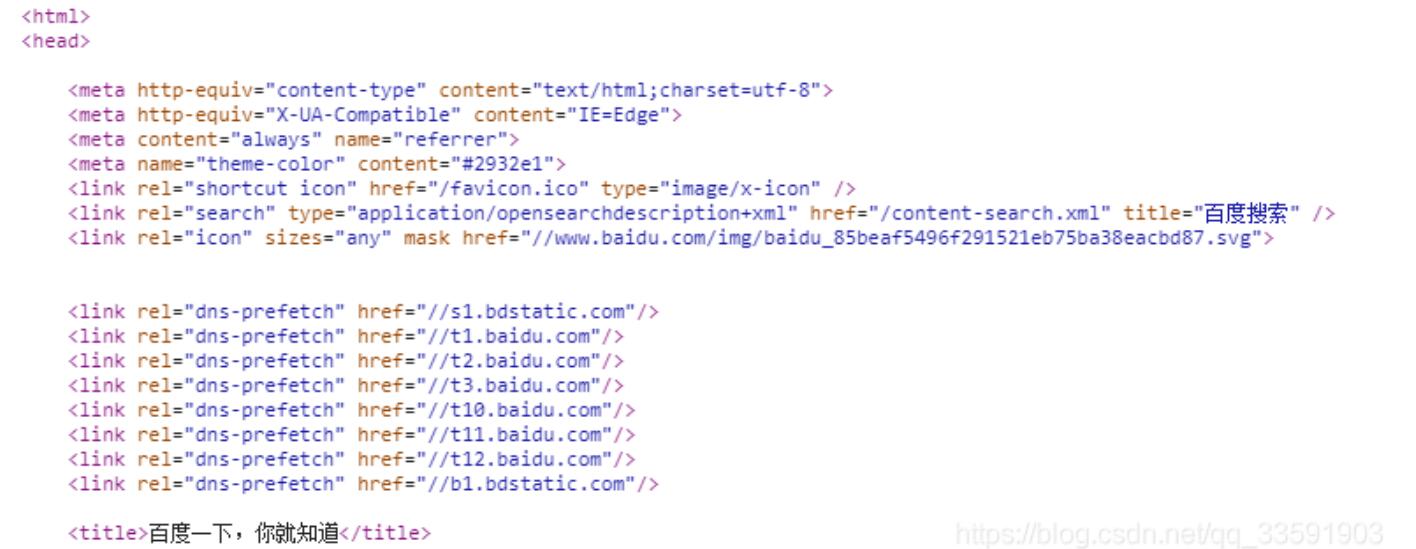 <html>
<head>
<meta http-equiv="content-type" content="text/html;charset=utf-8">
<meta http-equiv="X-UA-Compatible" content="IE=Edge">
<meta content="always" name="referrer">
<meta name="theme-color" content="#2932e1">
<link rel="shortcut icon" href="/favicon.ico" type="image/x-icon" />
<link rel="search" type="application/opensearchdescription+xml" href="/content-search.xml" title="百度搜索" />
<link rel="icon" sizes="any" mask href="//www.baidu.com/img/baidu_85beaf5496f291521eb75ba38eacbd87.svg">
<link rel="dns-prefetch" href="//s1.bdstatic.com"/>
<link rel="dns-prefetch" href="//t1.baidu.com"/>
<link rel="dns-prefetch" href="//t2.baidu.com"/>
<link rel="dns-prefetch" href="//t3.baidu.com"/>
<link rel="dns-prefetch" href="//t10.baidu.com"/>
<link rel="dns-prefetch" href="//t11.baidu.com"/>
<link rel="dns-prefetch" href="//t12.baidu.com"/>
<link rel="dns-prefetch" href="//b1.bdstatic.com"/>
<title>百度一下，你就知道</title>
https://blog.csdn.net/qq_33591903